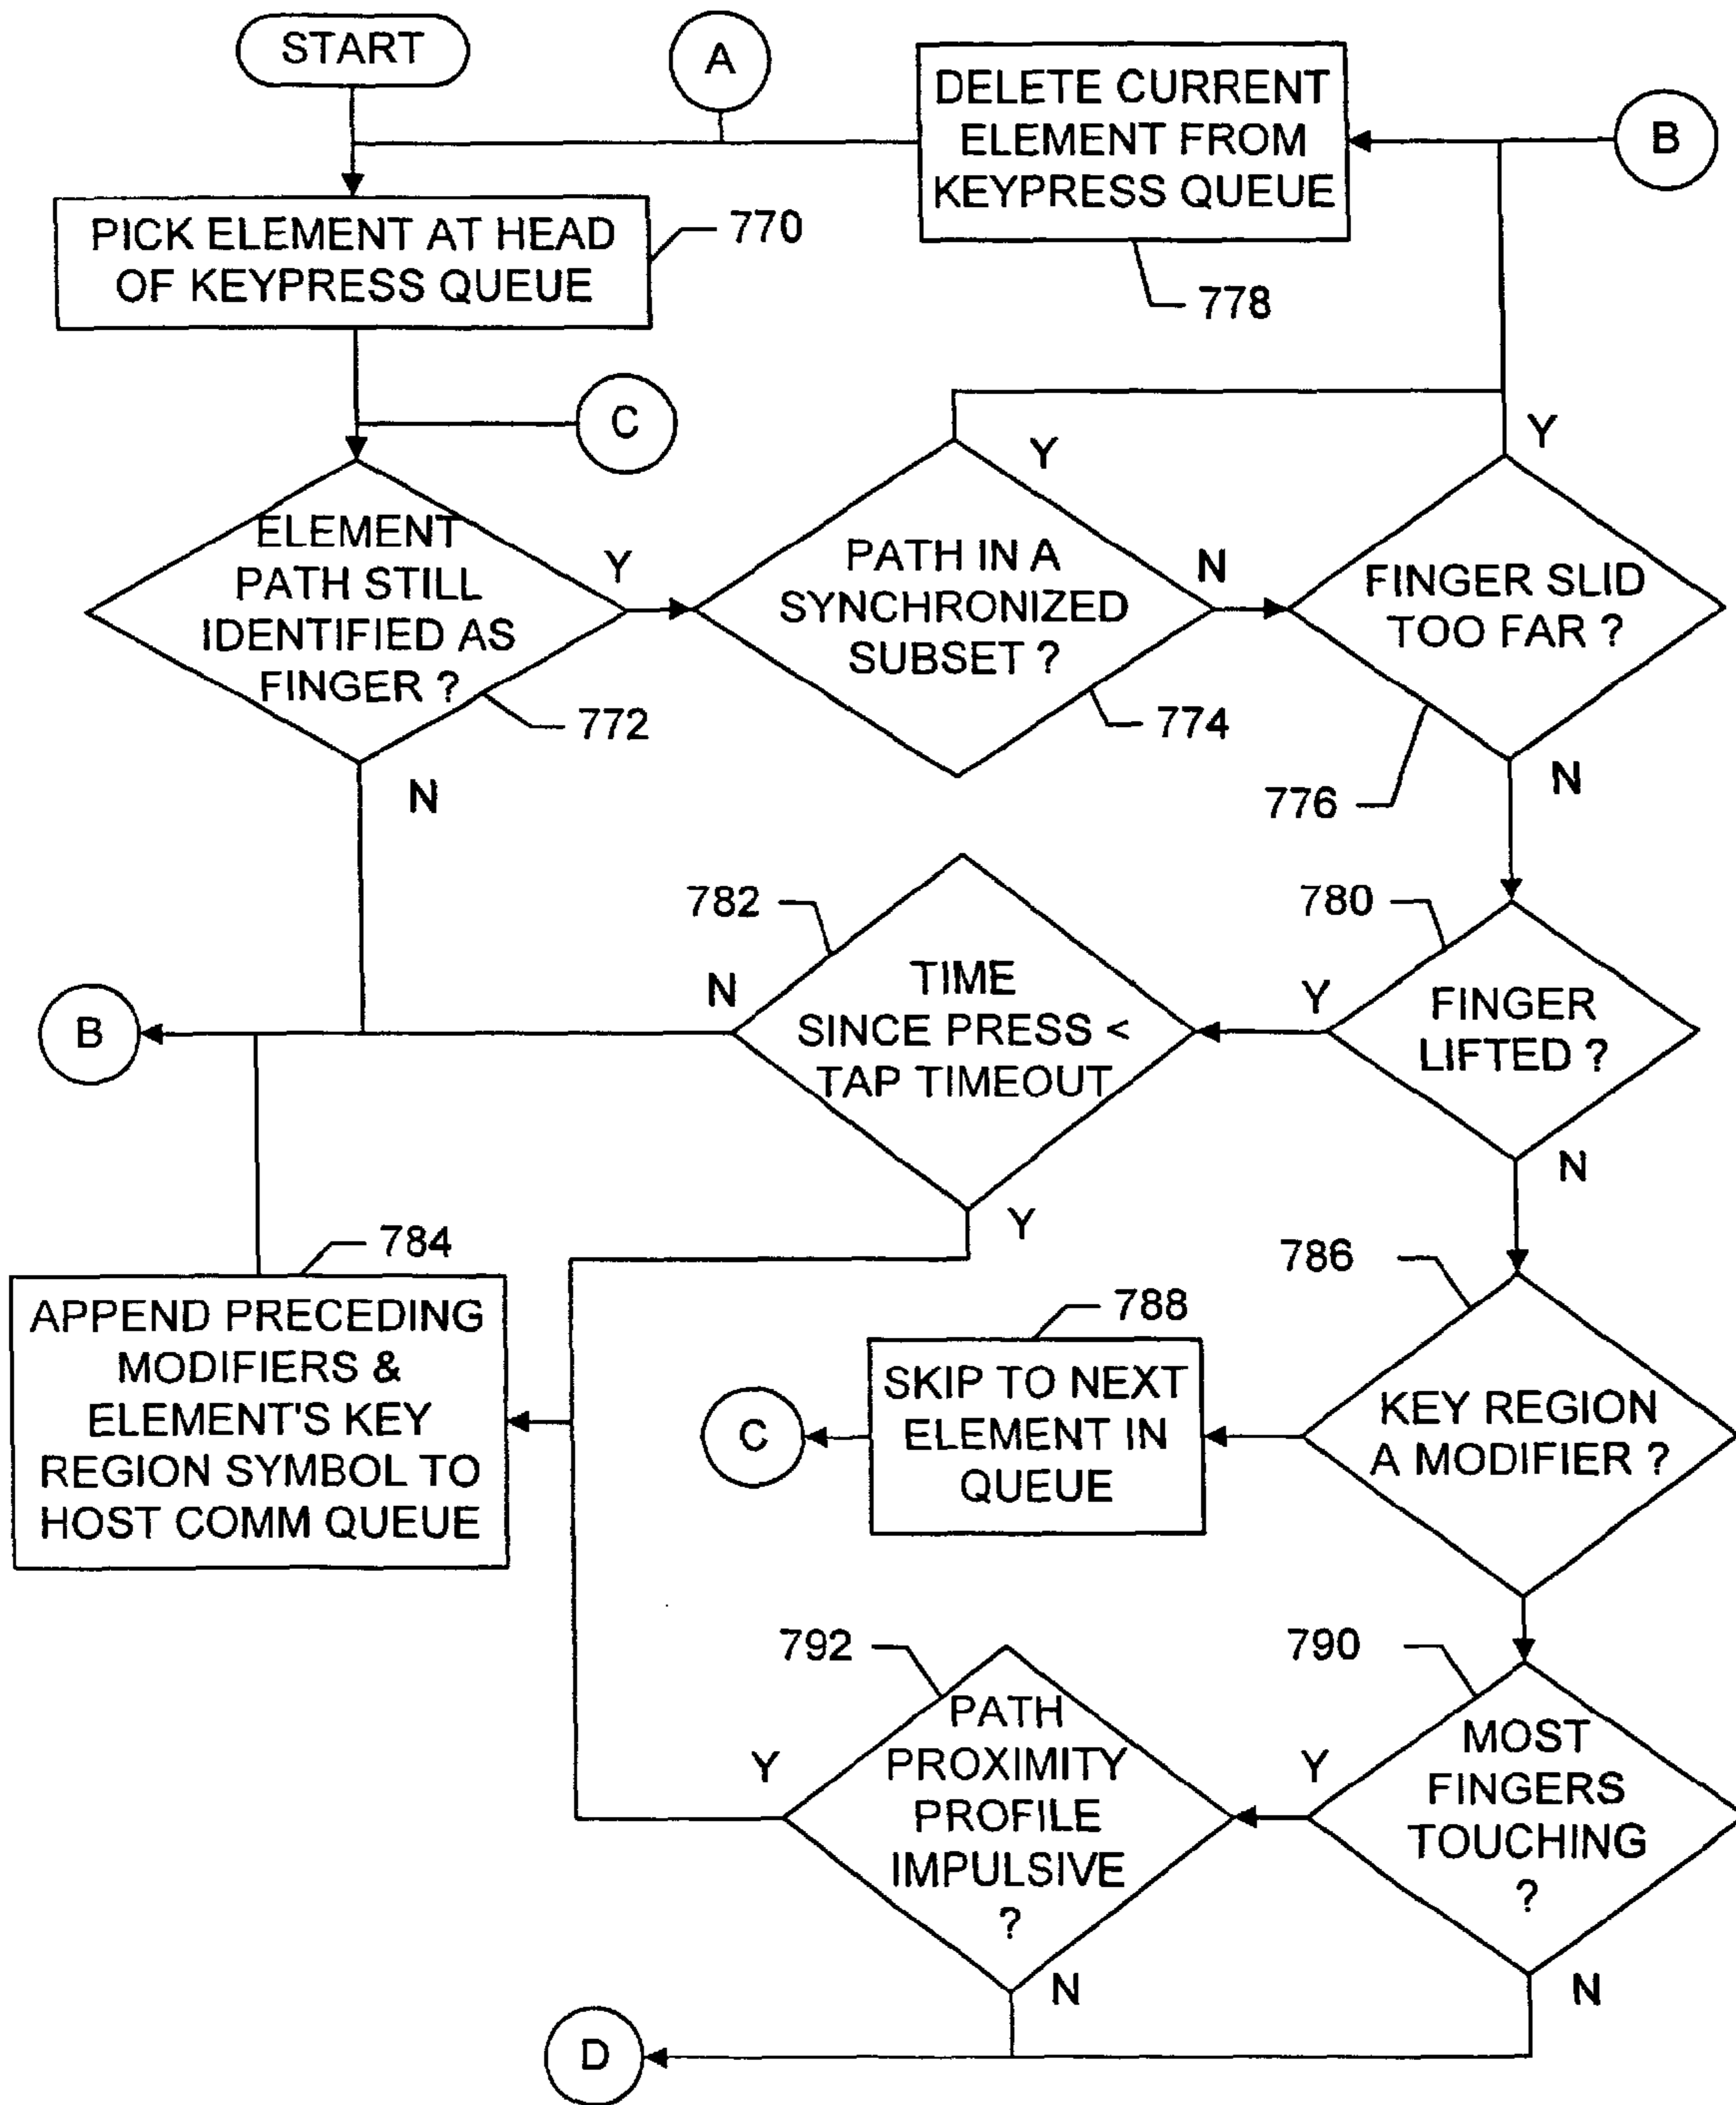 START
A
DELETE CURRENT
ELEMENT FROM
KEYPRESS QUEUE
B
PICK ELEMENT AT HEAD
OF KEYPRESS QUEUE
770
778
C
Y
Y
ELEMENT
PATH STILL
IDENTIFIED AS
FINGER ?
Y
PATH IN A
SYNCHRONIZED
SUBSET ?
N
FINGER SLID
TOO FAR ?
772
774
776
N
N
782
780
B
N
TIME
SINCE PRESS <
TAP TIMEOUT
Y
FINGER
LIFTED ?
Y
N
784
786
APPEND PRECEDING
MODIFIERS &
ELEMENT'S KEY
REGION SYMBOL TO
HOST COMM QUEUE
788
C
SKIP TO NEXT
ELEMENT IN
QUEUE
KEY REGION
A MODIFIER ?
792
790
Y
PATH
PROXIMITY
PROFILE
IMPULSIVE
?
Y
MOST
FINGERS
TOUCHING
?
N
N
D